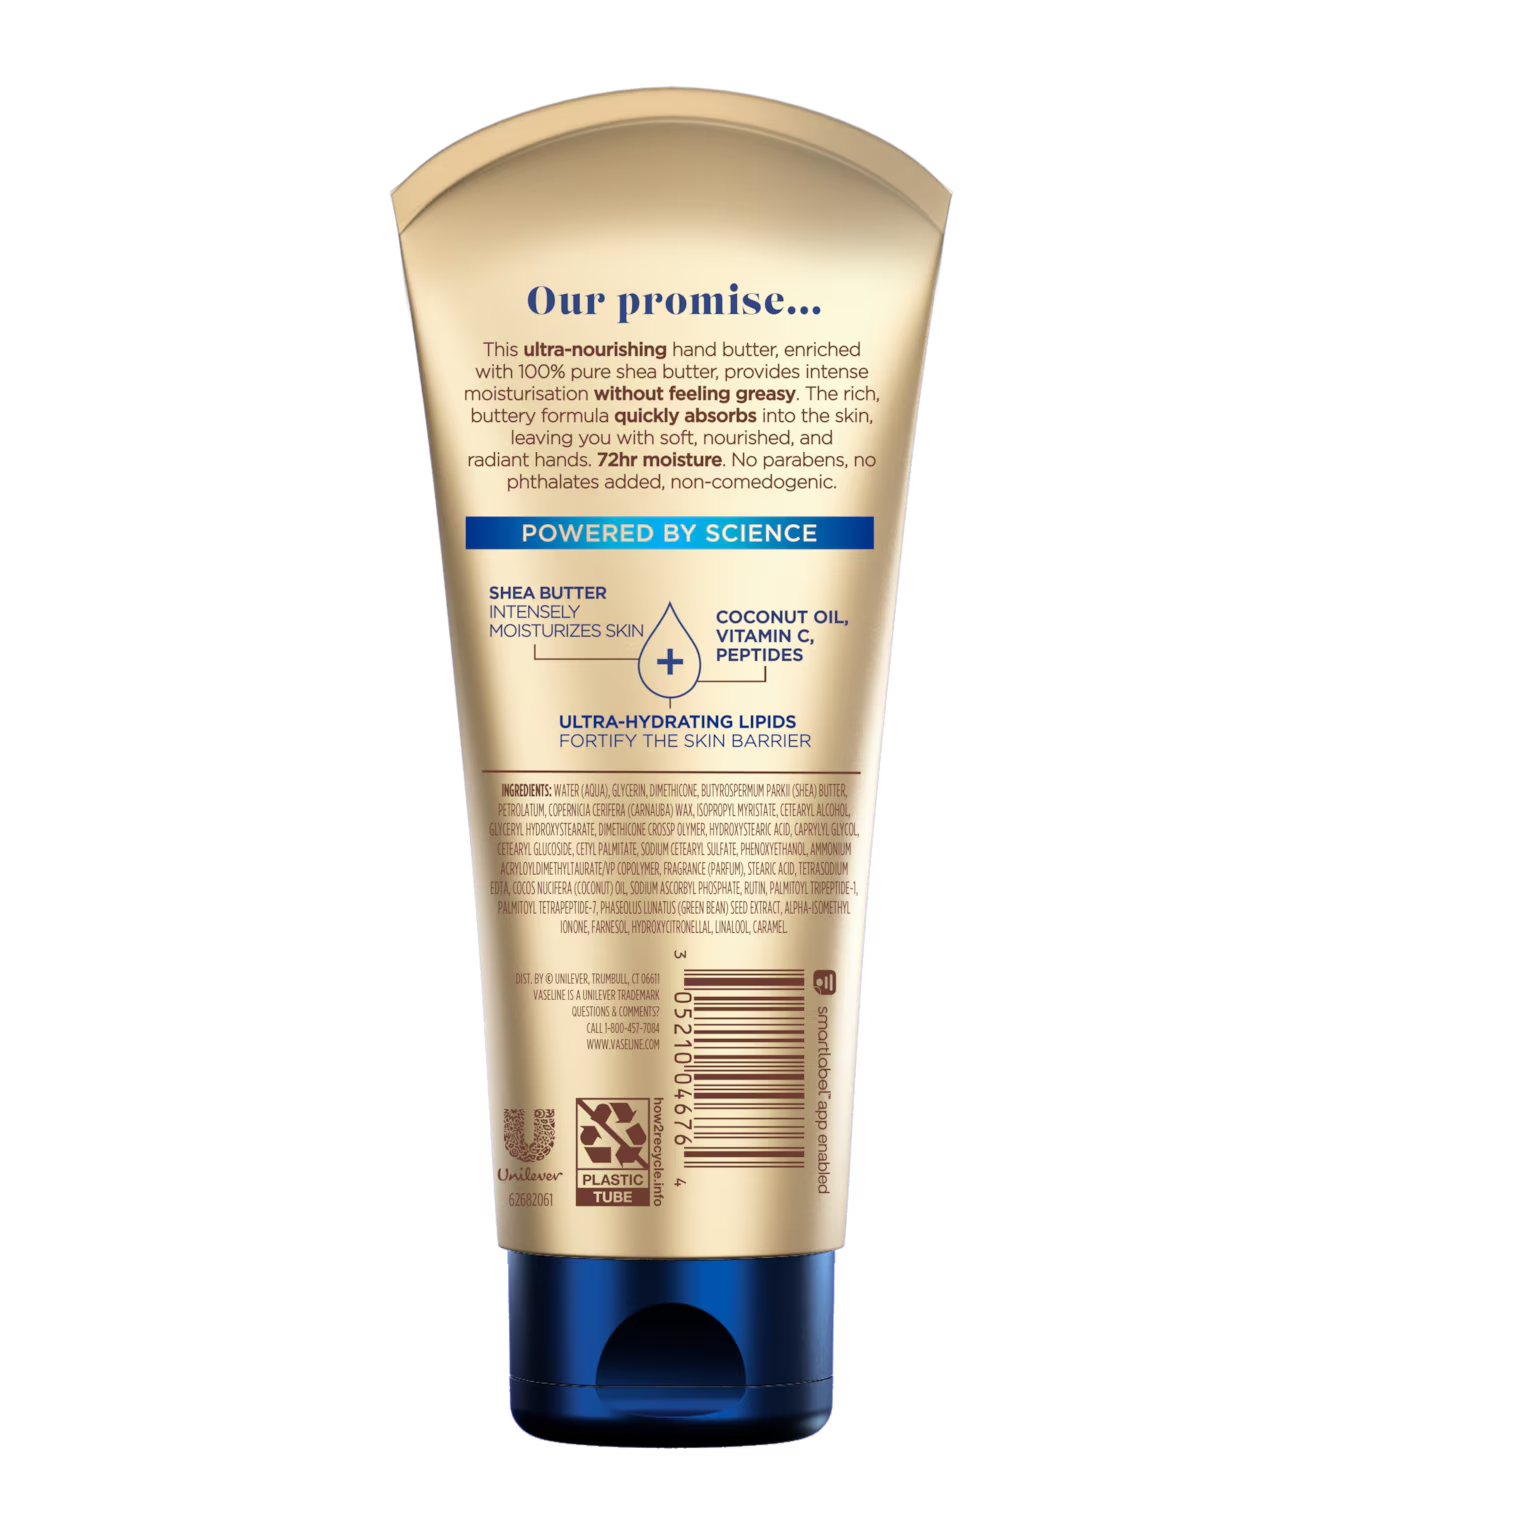 Our promise...
This ultra-nourishing hand butter, enriched
with 100% pure shea butter, provides intense
moisturisation without feeling greasy. The rich,
buttery formula quickly absorbs into the skin,
leaving you with soft, nourished, and
radiant hands. 72hr moisture. No parabens, no
phthalates added, non-comedogenic.
POWERED BY SCIENCE
SHEA BUTTER
INTENSELY
MOISTURIZES SKIN
+
COCONUT OIL,
VITAMIN C,
PEPTIDES
ULTRA-HYDRATING LIPIDS
FORTIFY THE SKIN BARRIER
INGREDIENTS: WATER (AQUA), GLYCERIN, DIMETHICONE, BUTYROSPERMUM PARKII (SHEA) BUTTER,
PETROLATUM, COPERNICIA CERIFERA (CARNAUBA) WAX, ISOPROPYL MYRISTATE, CETEARYL ALCOHOL,
GLYCERYL HYDROXYSTEARATE, DIMETHICONE CROSSP OLYMER, HYDROXYSTEARIC ACID, CAPRYLYL GLYCOL,
CETEARYL GLUCOSIDE, CETYL PALMITATE, SODIUM CETEARYL SULFATE, PHENOXYETHANOL, AMMONIUM
ACRYLOYLDIMETHYLTAURATE/VP COPOLYMER, FRAGRANCE (PARFUM), STEARIC ACID, TETRASODIUM
EDTA, COCOS NUCIFERA (COCONUT) OIL, SODIUM ASCORBYL PHOSPHATE, RUTIN, PALMITOYL TRIPEPTIDE-1,
PALMITOYL TETRAPEPTIDE-7, PHASEOLUS LUNATUS (GREEN BEAN) SEED EXTRACT, ALPHA-ISOMETHYL
IONONE, FARNESOL, HYDROXYCITRONELLAL, LINALOOL, CARAMEL.
DIST. BY © UNILEVER, TRUMBULL, CT 06611
VASELINE IS A UNILEVER TRADEMARK
QUESTIONS & COMMENTS?
CALL 1-800-457-7084
WWW.VASELINE.COM
3 05210 04676 4
smartlabel™ app enabled
Unilever
62682061
PLASTIC
TUBE
how2recycle.info